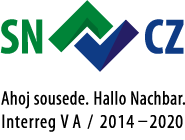 SN CZ
Ahoj sousede. Hallo Nachbar.
Interreg V A / 2014–2020